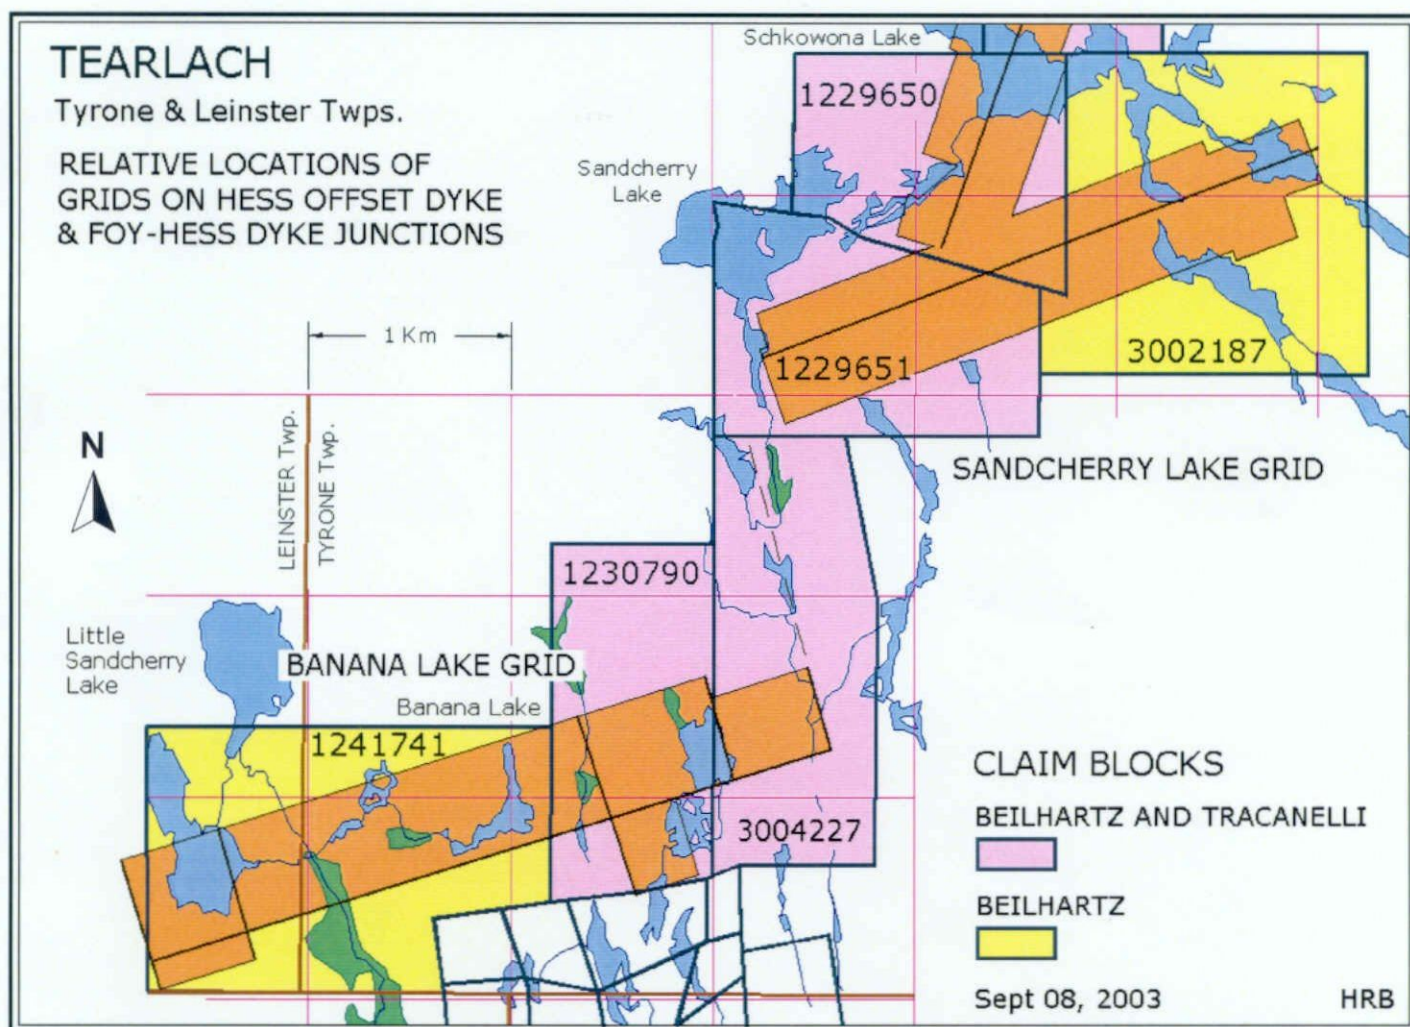 TEARLACH
Tyrone & Leinster Twps.
RELATIVE LOCATIONS OF
GRIDS ON HESS OFFSET DYKE
& FOY-HESS DYKE JUNCTIONS
Schkowona Lake
1229650
Sandcherry
Lake
1 Km
3002187
1229651
N
LEINSTER Twp.
TYRONE Twp.
SANDCHERRY LAKE GRID
1230790
Little
Sandcherry
Lake
BANANA LAKE GRID
Banana Lake
1241741
3004227
CLAIM BLOCKS
BEILHARTZ AND TRACANELLI
BEILHARTZ
Sept 08, 2003
HRB